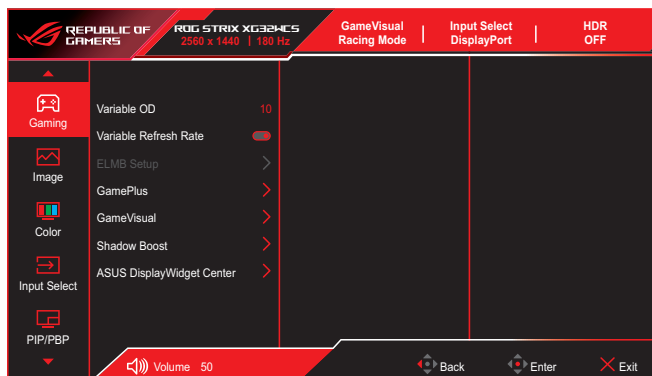 REPUBLIC OF
GAMERS
ROG STRIX XG32WCS
2560 x 1440 | 180 Hz
GameVisual
Racing Mode
Input Select
DisplayPort
HDR
OFF
Gaming
Image
Color
Input Select
PIP/PBP
Variable OD 10
Variable Refresh Rate
ELMB Setup
GamePlus
GameVisual
Shadow Boost
ASUS DisplayWidget Center
Volume 50
Back
Enter
Exit